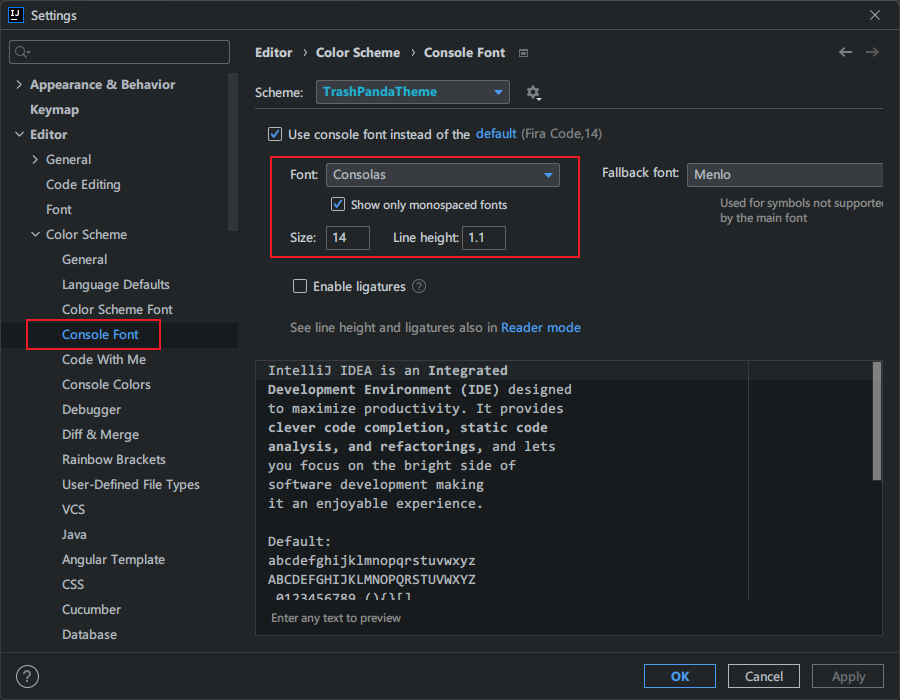 IJ Settings
Editor › Color Scheme › Console Font
Appearance & Behavior
Keymap
Editor
General
Code Editing
Font
Color Scheme
General
Language Defaults
Color Scheme Font
Console Font
Code With Me
Console Colors
Debugger
Diff & Merge
Rainbow Brackets
User-Defined File Types
VCS
Java
Angular Template
CSS
Cucumber
Database
Scheme: TrashPandaTheme
Use console font instead of the default (Fira Code,14)
Font: Consolas
Fallback font: Menlo
Show only monospaced fonts
Used for symbols not supporte
by the main font
Size: 14 Line height: 1.1
Enable ligatures ?
See line height and ligatures also in Reader mode
IntelliJ IDEA is an Integrated
Development Environment (IDE) designed
to maximize productivity. It provides
clever code completion, static code
analysis, and refactorings, and lets
you focus on the bright side of
software development making
it an enjoyable experience.
Default:
abcdefghijklmnopqrstuvwxyz
ABCDEFGHIJKLMNOPQRSTUVWXYZ
0123456789 (){}[]
Enter any text to preview
? OK Cancel Apply